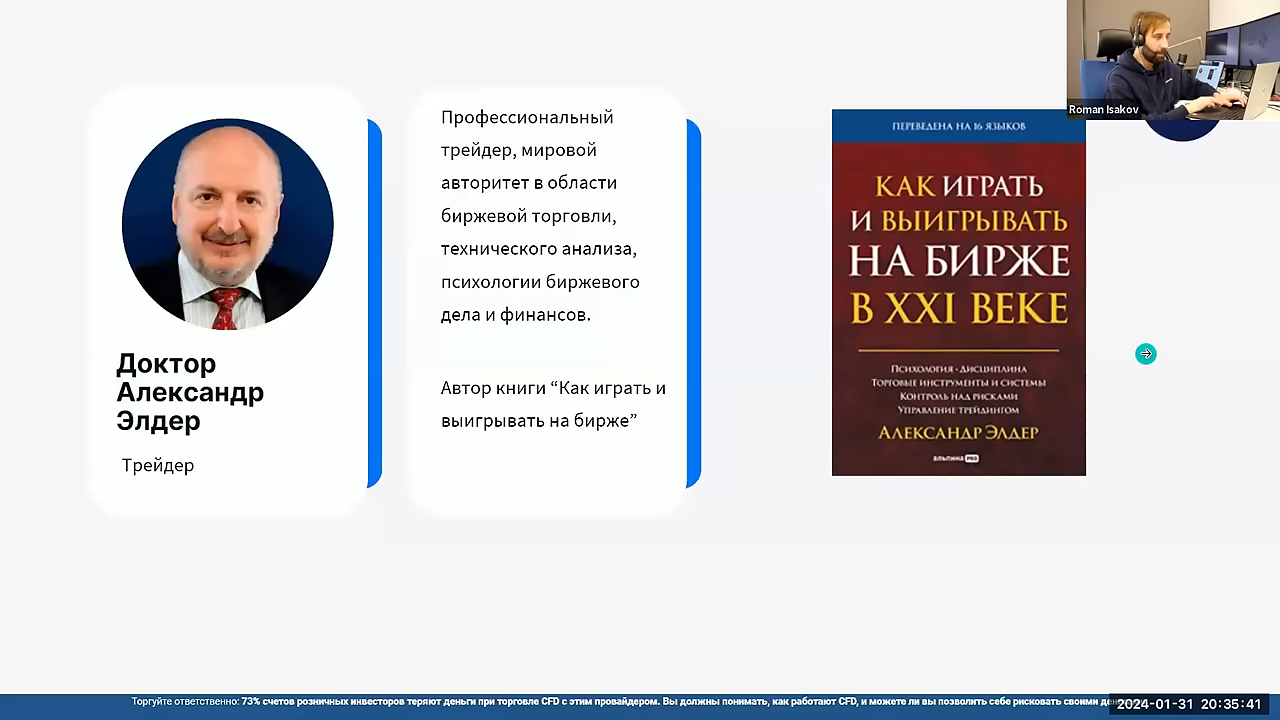 Roman Isakov
Доктор
Александр
Элдер
Трейдер
Профессиональный
трейдер, мировой
авторитет в области
биржевой торговли,
технического анализа,
психологии биржевого
дела и финансов.
Автор книги “Как играть и
выигрывать на бирже”
ПЕРЕВЕДЕНА НА 16 ЯЗЫКОВ
КАК ИГРАТЬ
И ВЫИГРЫВАТЬ
НА БИРЖЕ
В XXI ВЕКЕ
ПСИХОЛОГИЯ · ДИСЦИПЛИНА
ТОРГОВЫЕ ИНСТРУМЕНТЫ И СИСТЕМЫ
КОНТРОЛЬ НАД РИСКАМИ
УПРАВЛЕНИЕ ТРЕЙДИНГОМ
АЛЕКСАНДР ЭЛДЕР
альпина PRO
Торгуйте ответственно: 73% счетов розничных инвесторов теряют деньги при торговле CFD с этим провайдером. Вы должны понимать, как работают CFD, и можете ли вы позволить себе рисковать своими
2024-01-31 20:35:41